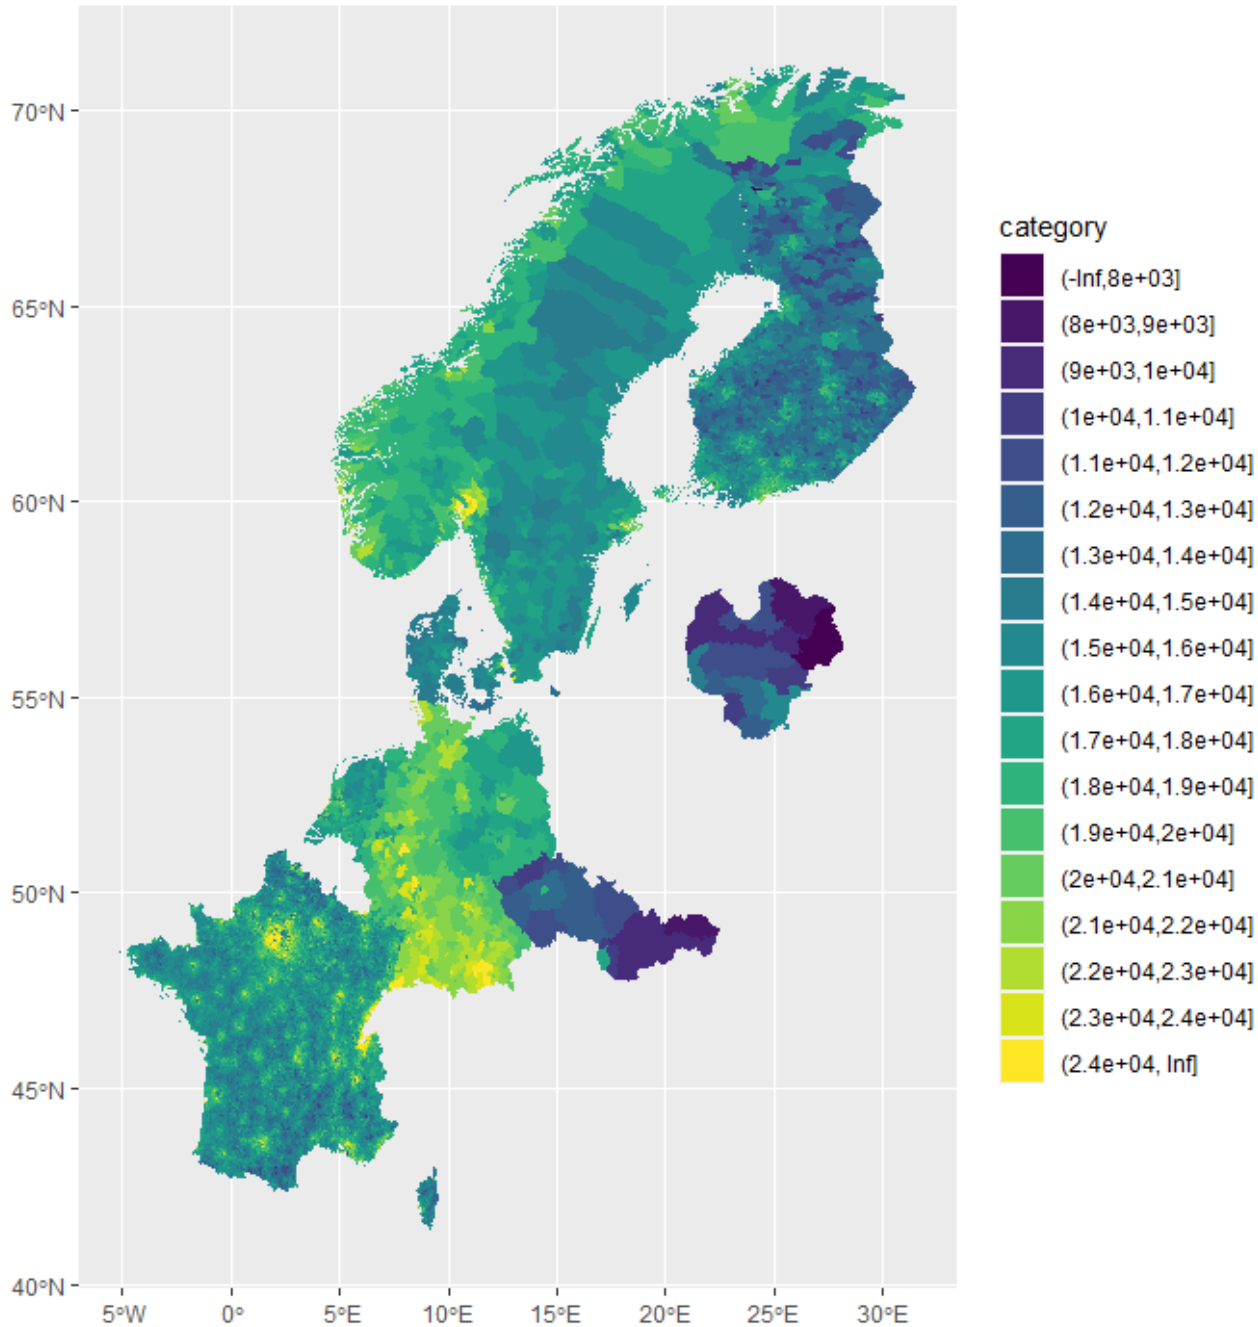 70°N
65°N
60°N
55°N
50°N
45°N
40°N
5°W 0° 5°E 10°E 15°E 20°E 25°E 30°E
category
(-Inf,8e+03]
(8e+03,9e+03]
(9e+03,1e+04]
(1e+04,1.1e+04]
(1.1e+04,1.2e+04]
(1.2e+04,1.3e+04]
(1.3e+04,1.4e+04]
(1.4e+04,1.5e+04]
(1.5e+04,1.6e+04]
(1.6e+04,1.7e+04]
(1.7e+04,1.8e+04]
(1.8e+04,1.9e+04]
(1.9e+04,2e+04]
(2e+04,2.1e+04]
(2.1e+04,2.2e+04]
(2.2e+04,2.3e+04]
(2.3e+04,2.4e+04]
(2.4e+04, Inf]